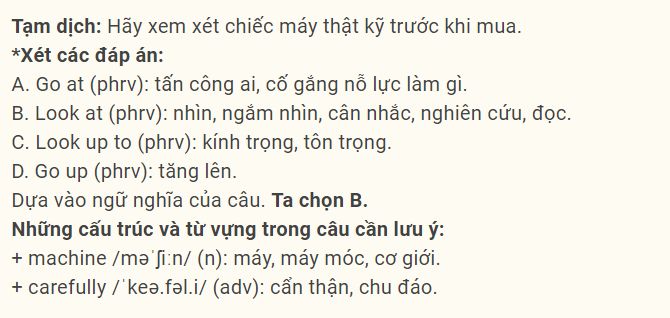 Tạm dịch: Hãy xem xét chiếc máy thật kỹ trước khi mua.
*Xét các đáp án:
A. Go at (phrv): tấn công ai, cố gắng nỗ lực làm gì.
B. Look at (phrv): nhìn, ngắm nhìn, cân nhắc, nghiên cứu, đọc.
C. Look up to (phrv): kính trọng, tôn trọng.
D. Go up (phrv): tăng lên.
Dựa vào ngữ nghĩa của câu. Ta chọn B.
Những cấu trúc và từ vựng trong câu cần lưu ý:
+ machine /məˈʃiːn/ (n): máy, máy móc, cơ giới.
+ carefully /ˈkeə.fəl.i/ (adv): cẩn thận, chu đáo.